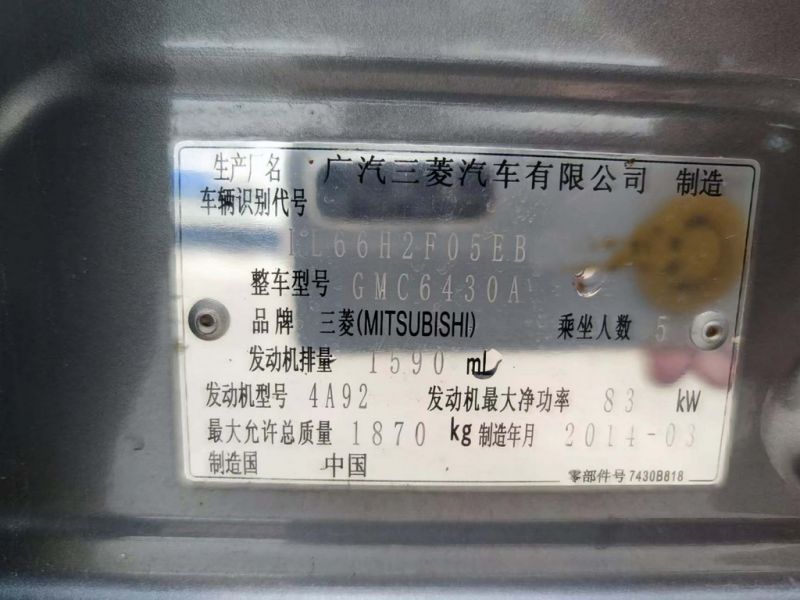 生产厂名 广汽三菱汽车有限公司 制造
车辆识别代号
LL66H2F05EB
整车型号 GMC6430A
品牌 三菱(MITSUBISHI) 乘坐人数 5
发动机排量 1590 mL
发动机型号 4A92 发动机最大净功率 83 kW
最大允许总质量 1870 kg 制造年月 2014-03
制造国 中国
零部件号 7430B818